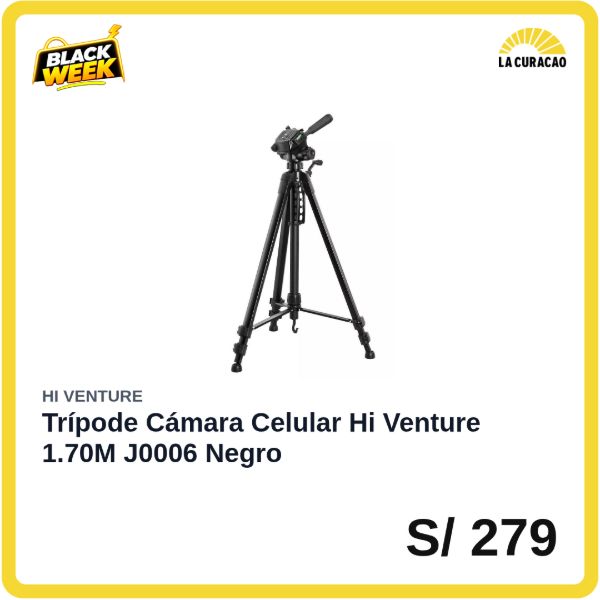 BLACK
WEEK
LA CURACAO
HI VENTURE
Trípode Cámara Celular Hi Venture
1.70M J0006 Negro
S/ 279